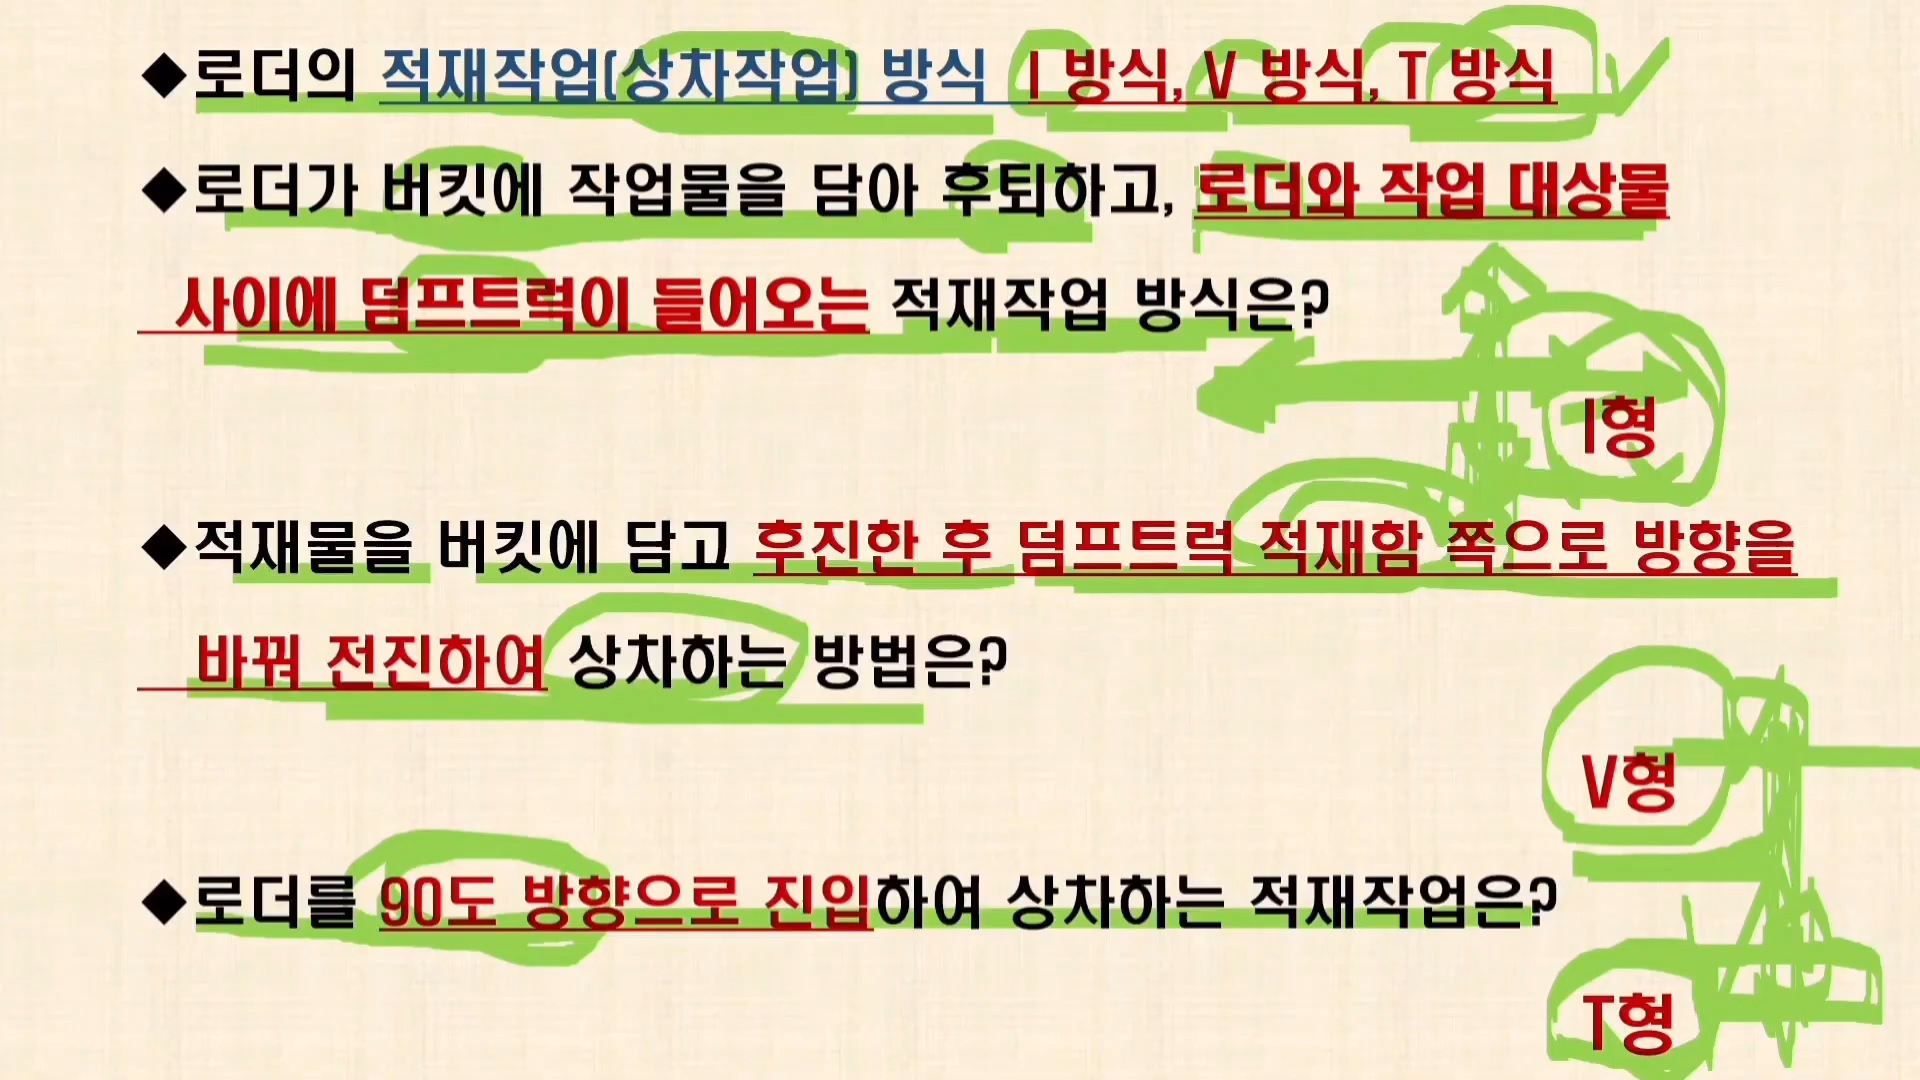 ◆로더의 적재작업(상차작업) 방식 I 방식, V 방식, T 방식
◆로더가 버킷에 작업물을 담아 후퇴하고, 로더와 작업 대상물
사이에 덤프트럭이 들어오는 적재작업 방식은?
I형
◆적재물을 버킷에 담고 후진한 후 덤프트럭 적재함 쪽으로 방향을
바꿔 전진하여 상차하는 방법은?
V형
◆로더를 90도 방향으로 진입하여 상차하는 적재작업은?
T형